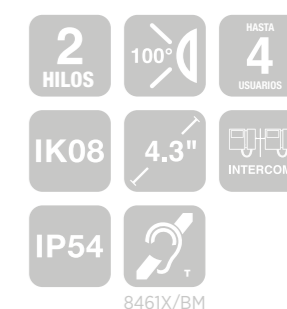 2
HILOS
100°
HASTA
4
USUARIOS
IK08
4.3"
INTERCOM
IP54
T
8461X/BM